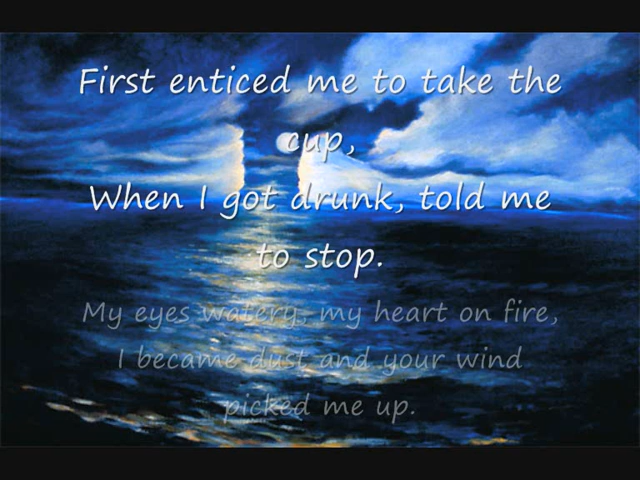 First enticed me to take the
cup,
When I got drunk, told me
to stop.
My eyes watery, my heart on fire,
I became dust and your wind
picked me up.